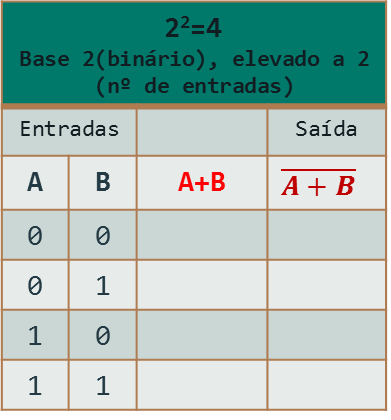 2²=4
Base 2(binário), elevado a 2
(nº de entradas)
Entradas Saída
A B A+B \overline{A + B}
0 0
0 1
1 0
1 1